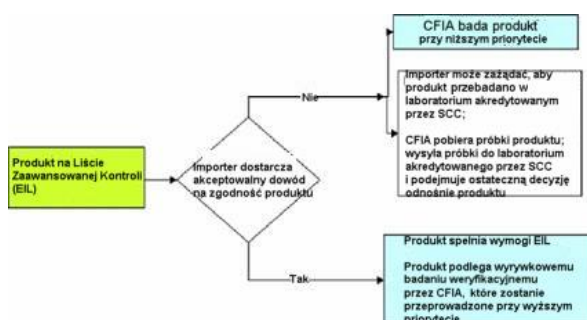 CFIA bada produkt
przy niższym priorytecie
Nie
Importer może zażądać, aby
produkt przebadano w
laboratorium akredytowanym
przez SCC;
CFIA pobiera próbki produktu;
wysyła próbki do laboratorium
akredytowanego przez SCC
i podejmuje ostateczną decyzję
odnośnie produktu
Produkt na Liście
Zaawansowanej Kontroli
(EIL)
Importer dostarcza
akceptowalny dowód
na zgodność produktu
Tak
Produkt spełnia wymogi EIL
Produkt podlega wyrywkowemu
badaniu weryfikacyjnemu
przez CFIA, które zostanie
przeprowadzone przy wyższym
priorytecie